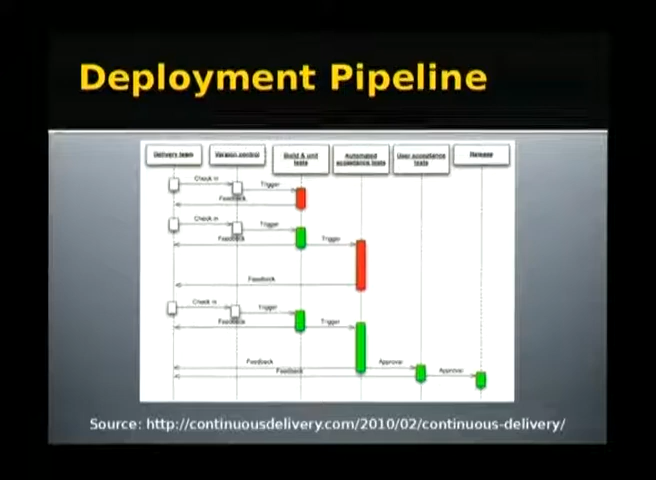 Deployment Pipeline
Delivery team
Version control
Build & unit
tests
Automated
acceptance tests
User acceptance
tests
Release
Check in
Trigger
Feedback
Check in
Trigger
Feedback
Trigger
Feedback
Check in
Trigger
Feedback
Trigger
Feedback
Approval
Feedback
Approval
Source: http://continuousdelivery.com/2010/02/continuous-delivery/